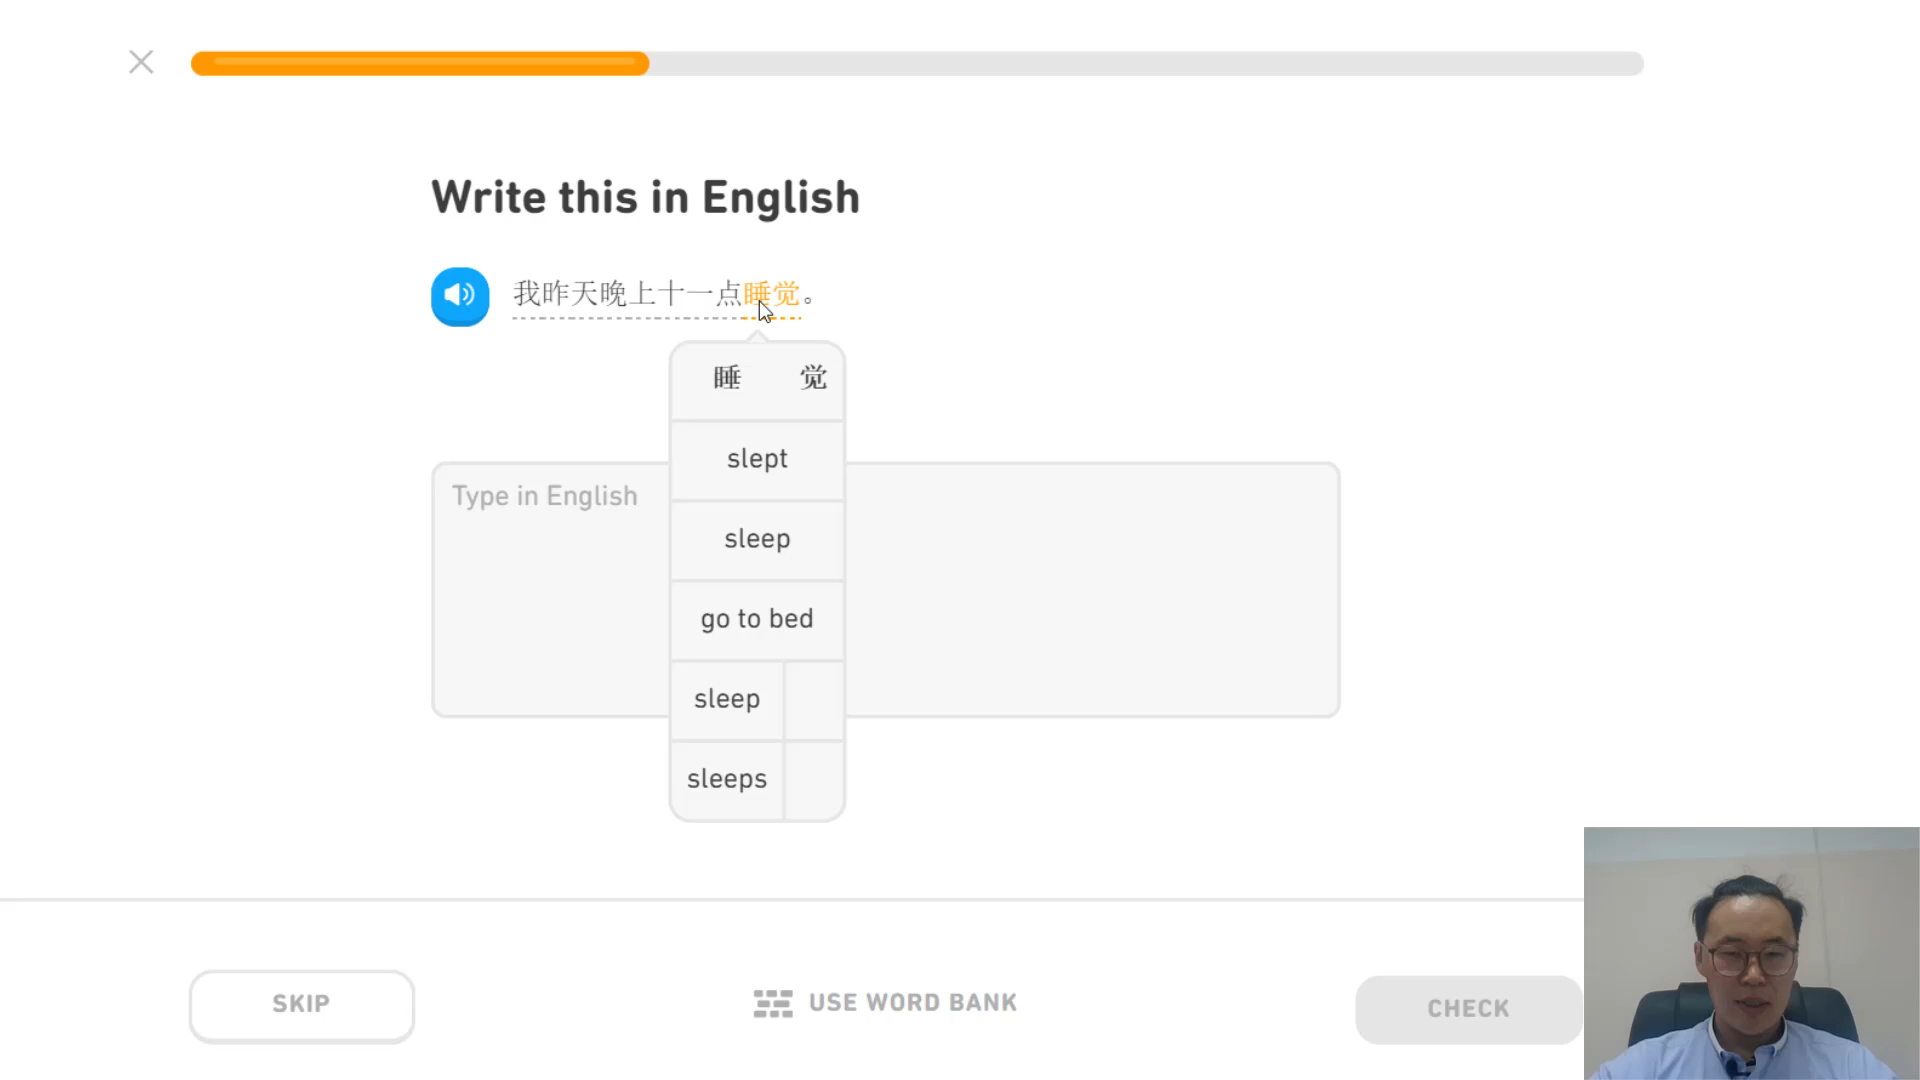 Write this in English
我昨天晚上十一点睡觉。
睡 觉
slept
Type in English
sleep
go to bed
sleep
sleeps
SKIP
USE WORD BANK
CHECK